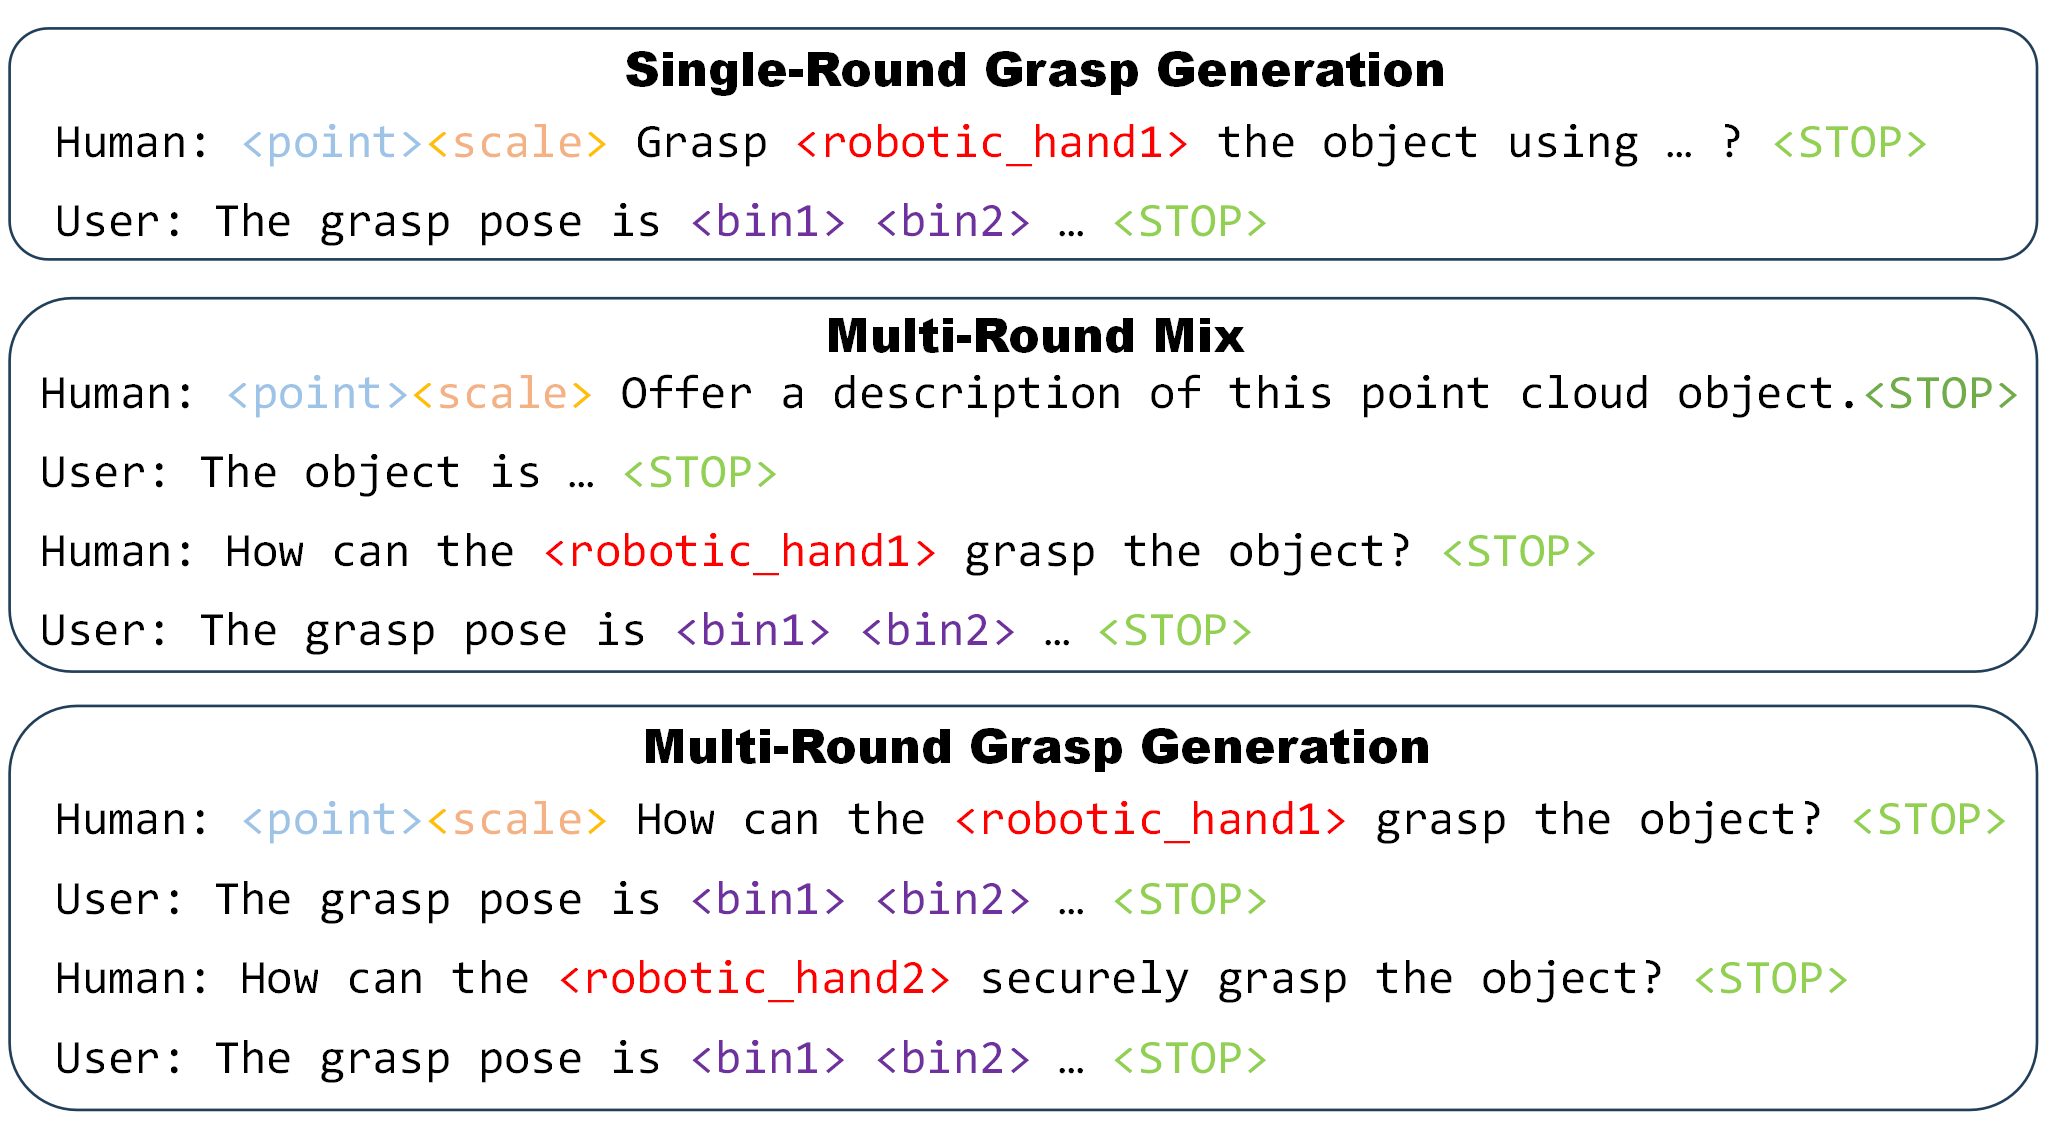 Single-Round Grasp Generation
Human: <point><scale> Grasp <robotic_hand1> the object using … ? <STOP>
User: The grasp pose is <bin1> <bin2> … <STOP>
Multi-Round Mix
Human: <point><scale> Offer a description of this point cloud object.<STOP>
User: The object is … <STOP>
Human: How can the <robotic_hand1> grasp the object? <STOP>
User: The grasp pose is <bin1> <bin2> … <STOP>
Multi-Round Grasp Generation
Human: <point><scale> How can the <robotic_hand1> grasp the object? <STOP>
User: The grasp pose is <bin1> <bin2> … <STOP>
Human: How can the <robotic_hand2> securely grasp the object? <STOP>
User: The grasp pose is <bin1> <bin2> … <STOP>